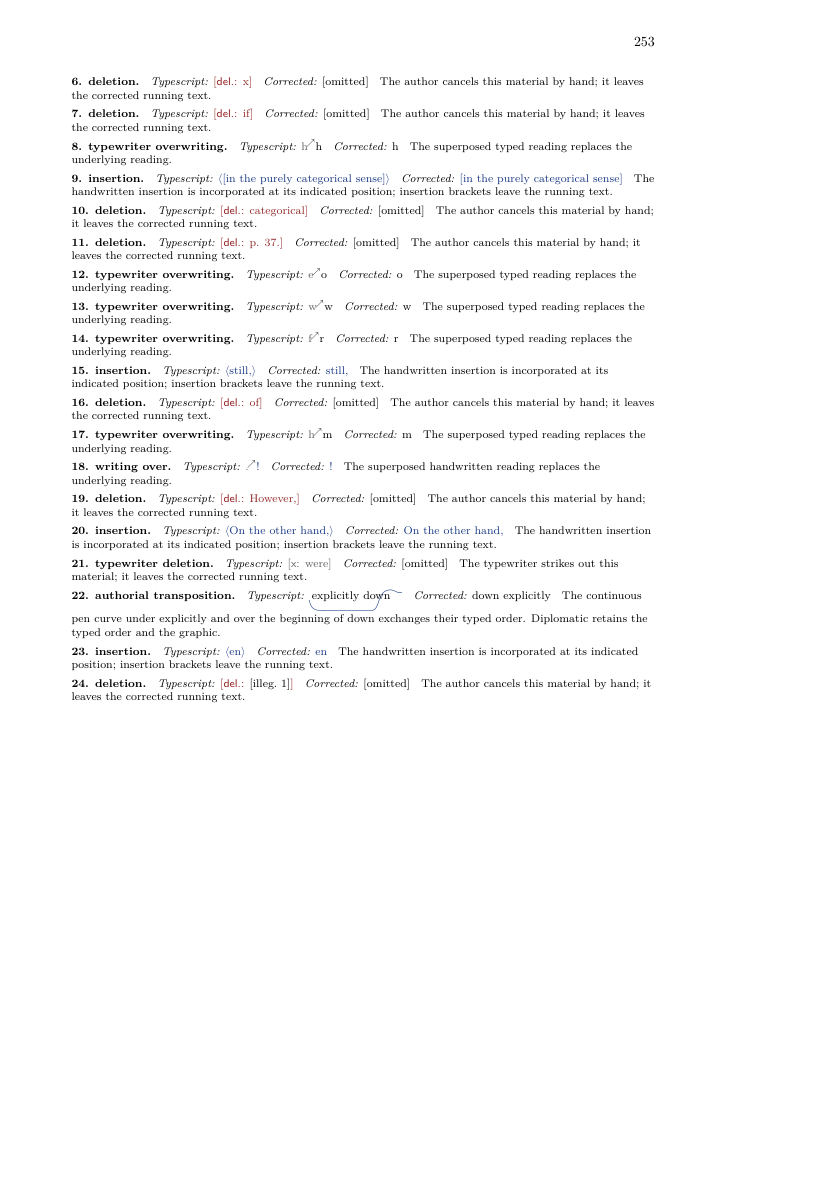 253
6. deletion. Typescript: [del.: x] Corrected: [omitted] The author cancels this material by hand; it leaves
the corrected running text.
7. deletion. Typescript: [del.: if] Corrected: [omitted] The author cancels this material by hand; it leaves
the corrected running text.
8. typewriter overwriting. Typescript: h↗h Corrected: h The superposed typed reading replaces the
underlying reading.
9. insertion. Typescript: ⟨[in the purely categorical sense]⟩ Corrected: [in the purely categorical sense] The
handwritten insertion is incorporated at its indicated position; insertion brackets leave the running text.
10. deletion. Typescript: [del.: categorical] Corrected: [omitted] The author cancels this material by hand;
it leaves the corrected running text.
11. deletion. Typescript: [del.: p. 37.] Corrected: [omitted] The author cancels this material by hand; it
leaves the corrected running text.
12. typewriter overwriting. Typescript: e↗o Corrected: o The superposed typed reading replaces the
underlying reading.
13. typewriter overwriting. Typescript: w↗w Corrected: w The superposed typed reading replaces the
underlying reading.
14. typewriter overwriting. Typescript: ↗r Corrected: r The superposed typed reading replaces the
underlying reading.
15. insertion. Typescript: ⟨still,⟩ Corrected: still, The handwritten insertion is incorporated at its
indicated position; insertion brackets leave the running text.
16. deletion. Typescript: [del.: of] Corrected: [omitted] The author cancels this material by hand; it leaves
the corrected running text.
17. typewriter overwriting. Typescript: h↗m Corrected: m The superposed typed reading replaces the
underlying reading.
18. writing over. Typescript: ↗! Corrected: ! The superposed handwritten reading replaces the
underlying reading.
19. deletion. Typescript: [del.: However,] Corrected: [omitted] The author cancels this material by hand;
it leaves the corrected running text.
20. insertion. Typescript: ⟨On the other hand,⟩ Corrected: On the other hand, The handwritten insertion
is incorporated at its indicated position; insertion brackets leave the running text.
21. typewriter deletion. Typescript: [x: were] Corrected: [omitted] The typewriter strikes out this
material; it leaves the corrected running text.
22. authorial transposition. Typescript: explicitly down Corrected: down explicitly The continuous
pen curve under explicitly and over the beginning of down exchanges their typed order. Diplomatic retains the
typed order and the graphic.
23. insertion. Typescript: ⟨en⟩ Corrected: en The handwritten insertion is incorporated at its indicated
position; insertion brackets leave the running text.
24. deletion. Typescript: [del.: [illeg. 1]] Corrected: [omitted] The author cancels this material by hand; it
leaves the corrected running text.